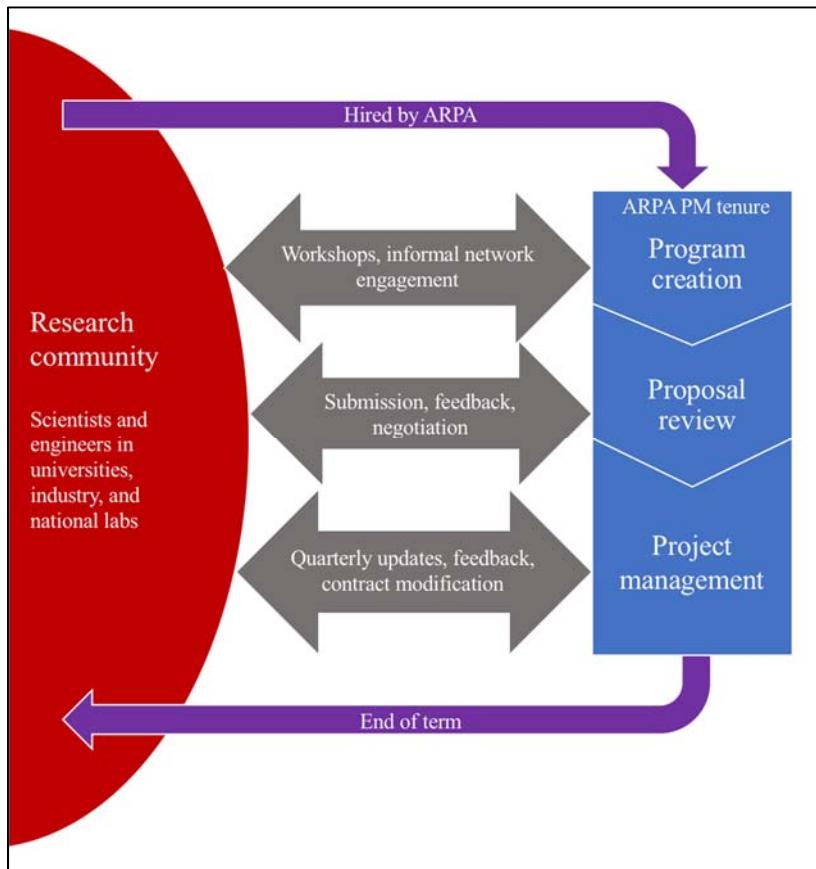 Hired by ARPA
ARPA PM tenure
Program
creation
Workshops, informal network
engagement
Research
community
Scientists and
engineers in
universities,
industry, and
national labs
Submission, feedback,
negotiation
Proposal
review
Quarterly updates, feedback,
contract modification
Project
management
End of term